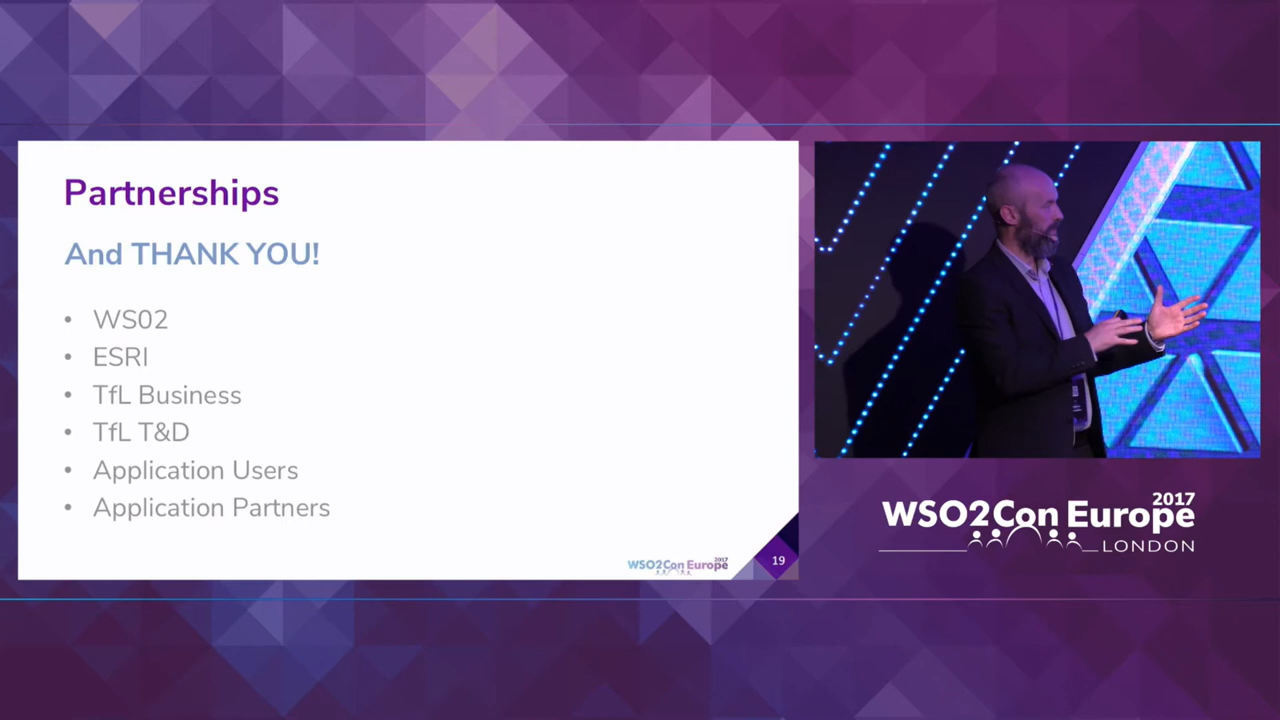 Partnerships
And THANK YOU!
• WS02
• ESRI
• TfL Business
• TfL T&D
• Application Users
• Application Partners
WSO2Con Europe 2017
19
WSO2Con Europe 2017
LONDON